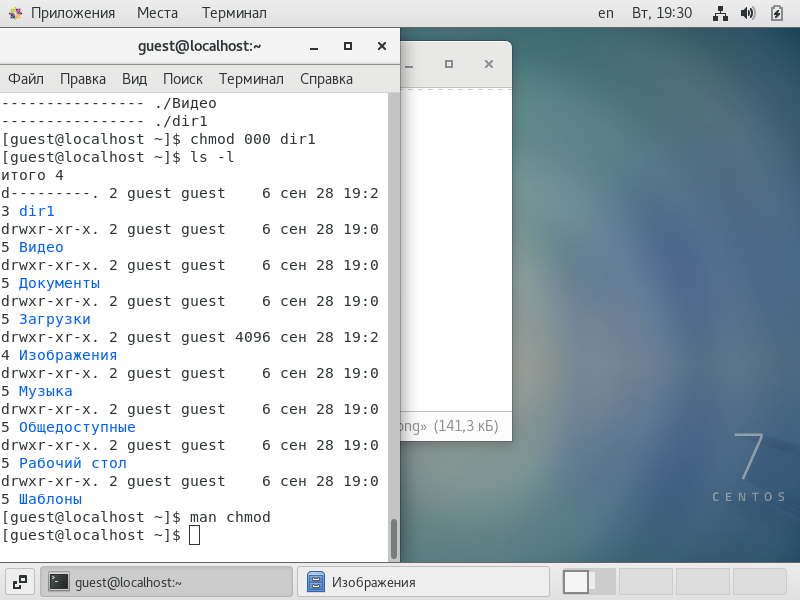 Приложения Места Терминал en Вт, 19:30
guest@localhost:~
Файл Правка Вид Поиск Терминал Справка
---------------- ./Видео
---------------- ./dir1
[guest@localhost ~]$ chmod 000 dir1
[guest@localhost ~]$ ls -l
итого 4
d---------. 2 guest guest    6 сен 28 19:2
3 dir1
drwxr-xr-x. 2 guest guest    6 сен 28 19:0
5 Видео
drwxr-xr-x. 2 guest guest    6 сен 28 19:0
5 Документы
drwxr-xr-x. 2 guest guest    6 сен 28 19:0
5 Загрузки
drwxr-xr-x. 2 guest guest 4096 сен 28 19:2
4 Изображения
drwxr-xr-x. 2 guest guest    6 сен 28 19:0
5 Музыка
drwxr-xr-x. 2 guest guest    6 сен 28 19:0
5 Общедоступные
drwxr-xr-x. 2 guest guest    6 сен 28 19:0
5 Рабочий стол
drwxr-xr-x. 2 guest guest    6 сен 28 19:0
5 Шаблоны
[guest@localhost ~]$ man chmod
[guest@localhost ~]$
png» (141,3 кБ)
7
CENTOS
guest@localhost:~ Изображения